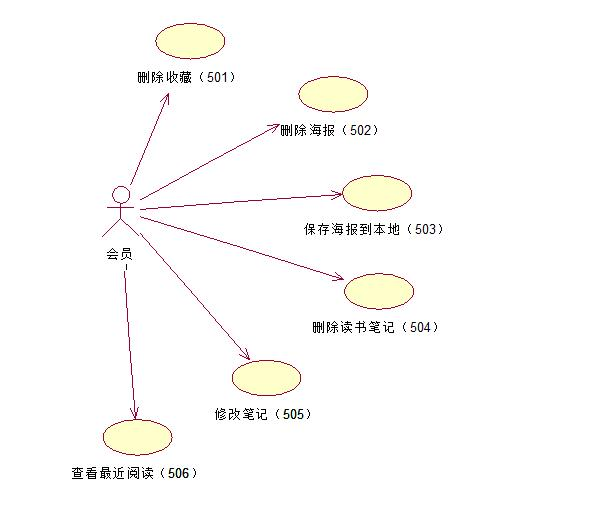 删除收藏（501）
删除海报（502）
保存海报到本地（503）
会员
删除读书笔记（504）
修改笔记（505）
查看最近阅读（506）